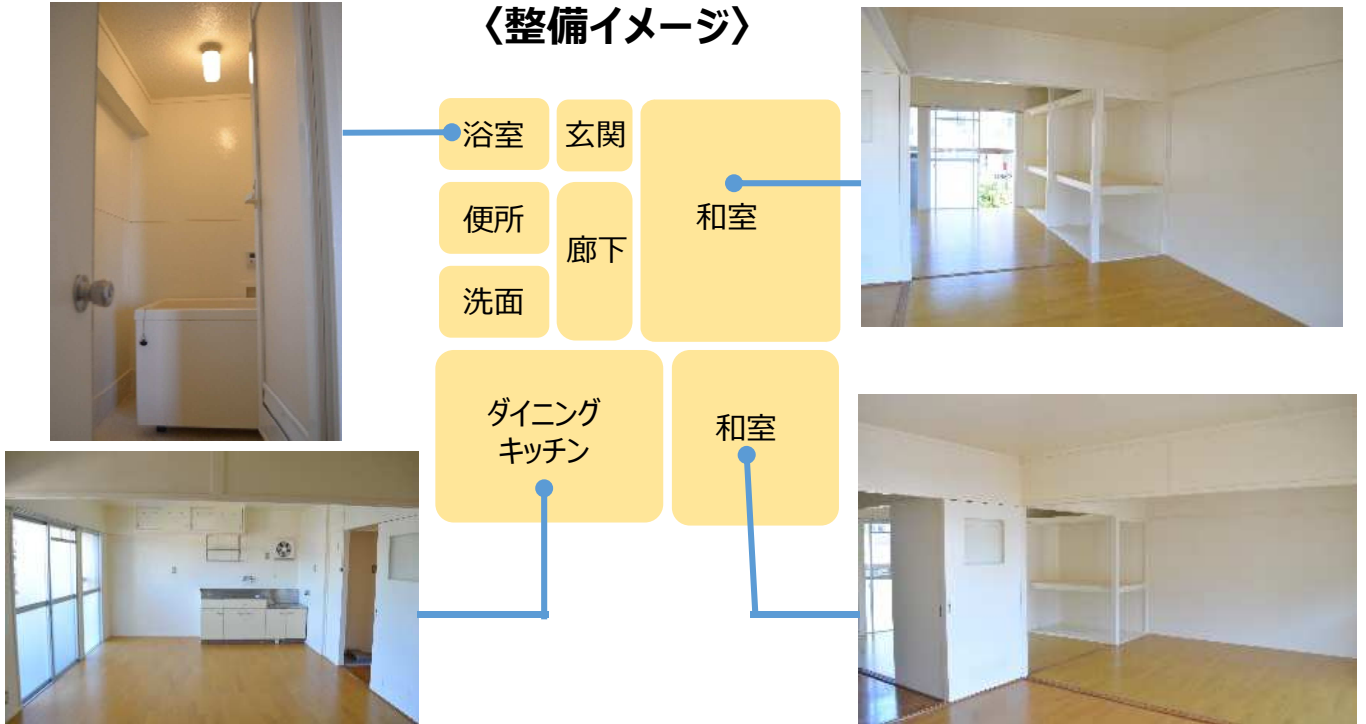 〈整備イメージ〉
浴室
玄関
和室
便所
廊下
洗面
ダイニング
キッチン
和室